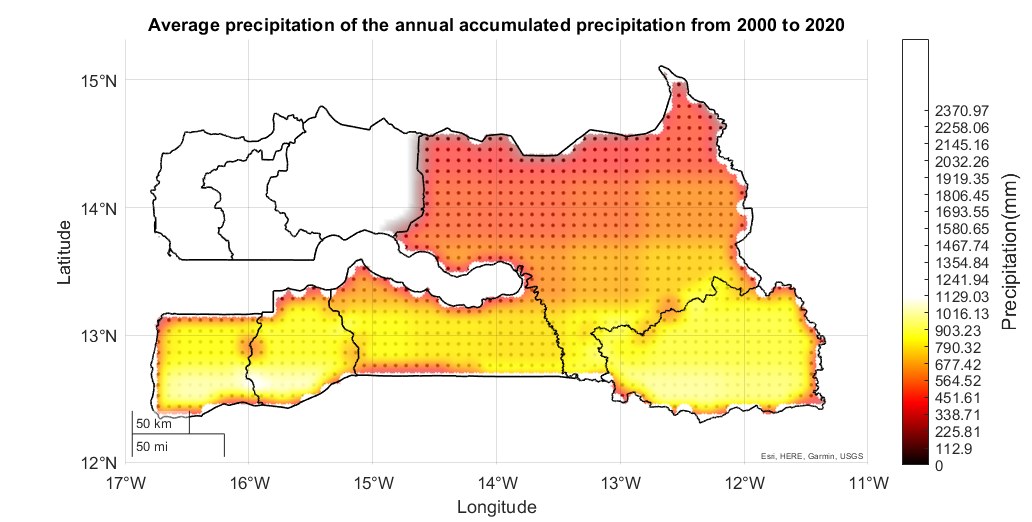 Average precipitation of the annual accumulated precipitation from 2000 to 2020
15°N
14°N
13°N
12°N
Latitude
17°W
16°W
15°W
14°W
13°W
12°W
11°W
Longitude
50 km
50 mi
Esri, HERE, Garmin, USGS
2370.97
2258.06
2145.16
2032.26
1919.35
1806.45
1693.55
1580.65
1467.74
1354.84
1241.94
1129.03
1016.13
903.23
790.32
677.42
564.52
451.61
338.71
225.81
112.9
0
Precipitation(mm)